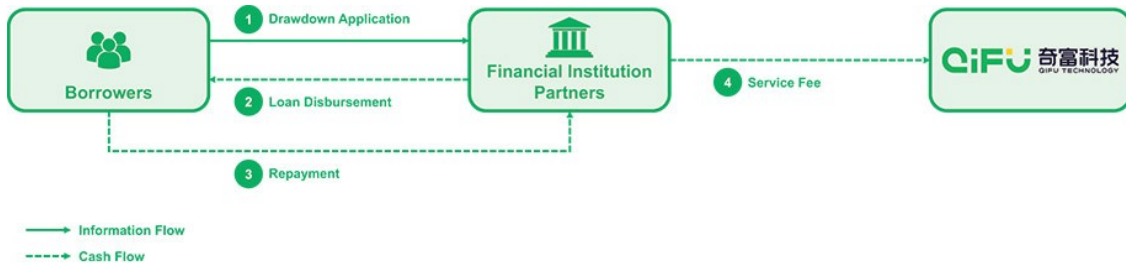 1 Drawdown Application
Borrowers
2 Loan Disbursement
3 Repayment
Financial Institution
Partners
4 Service Fee
QiFU 奇富科技
QIFU TECHNOLOGY
Information Flow
Cash Flow